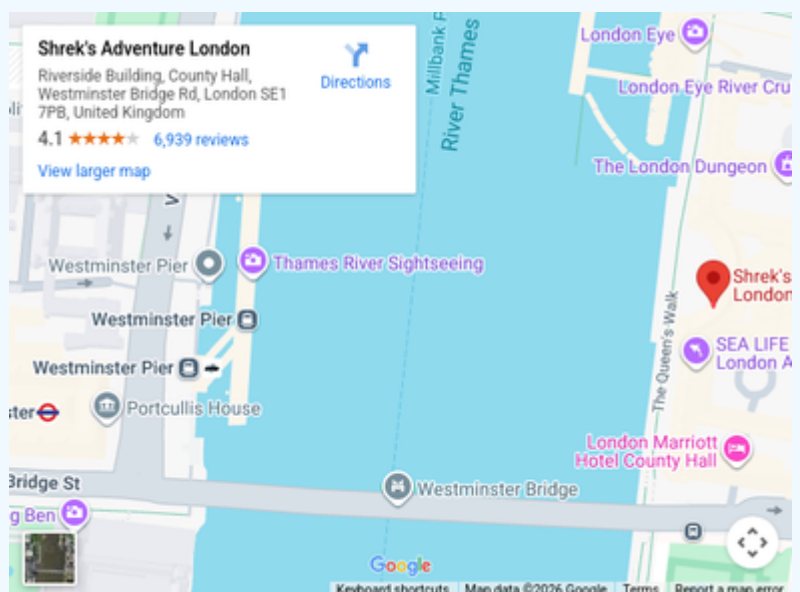 Shrek's Adventure London
Riverside Building, County Hall,
Westminster Bridge Rd, London SE1
7PB, United Kingdom
4.1
6,939 reviews
View larger map
Directions
River Thames
London Eye
London Eye River Cru
The London Dungeon
Westminster Pier
Thames River Sightseeing
Shrek's
London
Westminster Pier
The Queen's Walk
SEA LIFE
London A
Westminster Pier
ster
Portcullis House
London Marriott
Hotel County Hall
Bridge St
Westminster Bridge
g Ben
Google
Keyboard shortcuts
Map data ©2026 Google
Terms
Report a map error